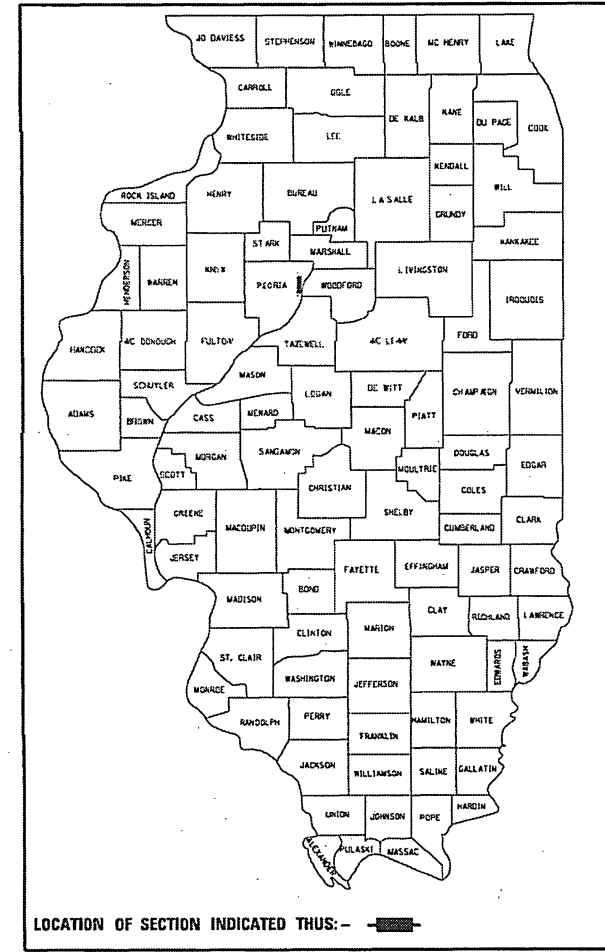 JO DAVIESS STEPHENSON WINNEBAGO BOONE MC HENRY LAKE
CARROLL OGLE DE KALB KANE DU PAGE COOK
WHITESIDE LEE
KENDALL WILL
ROCK ISLAND HENRY BUREAU LA SALLE GRUNDY
MERCER PUTNAM KANKAKEE
HENDERSON WARREN KNOX STARK MARSHALL LIVINGSTON
PEORIA WOODFORD IROQUOIS
HANCOCK MC DONOUGH FULTON TAZEWELL MC LEAN FORD
SCHUYLER MASON DE WITT CHAMPAIGN VERMILION
ADAMS BROWN CASS MENARD LOGAN PIATT
MACON
PIKE SCOTT MORGAN SANGAMON MOULTRIE DOUGLAS EDGAR
CHRISTIAN COLES
GREENE MACOUPIN MONTGOMERY SHELBY CUMBERLAND CLARK
CALHOUN JERSEY
FAYETTE EFFINGHAM JASPER CRAWFORD
MADISON BOND CLAY RICHLAND LAWRENCE
CLINTON MARION
ST. CLAIR WAYNE EDWARDS WABASH
WASHINGTON JEFFERSON
MONROE
RANDOLPH PERRY HAMILTON WHITE
FRANKLIN
JACKSON WILLIAMSON SALINE GALLATIN
HARDIN
UNION JOHNSON POPE
ALEXANDER PULASKI MASSAC
LOCATION OF SECTION INDICATED THUS: -